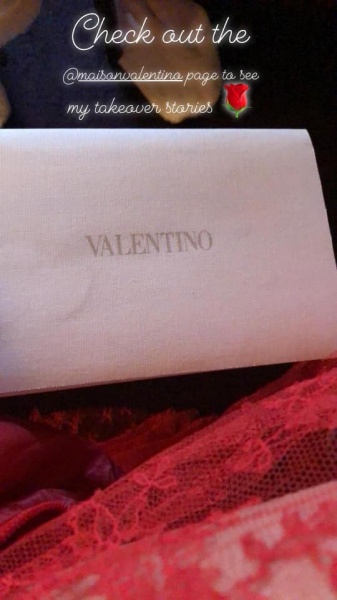 Check out the
@maisonvalentino page to see
my takeover stories
VALENTINO